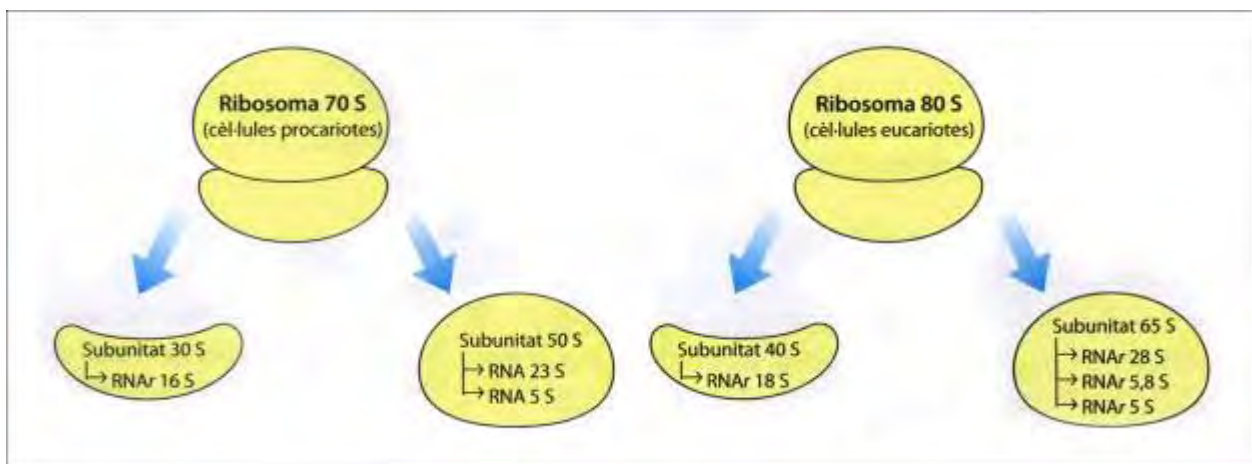 Ribosoma 70 S
(cèl·lules procariotes)
Ribosoma 80 S
(cèl·lules eucariotes)
Subunitat 30 S
RNAr 16 S
Subunitat 50 S
RNA 23 S
RNA 5 S
Subunitat 40 S
RNAr 18 S
Subunitat 65 S
RNAr 28 S
RNAr 5,8 S
RNAr 5 S